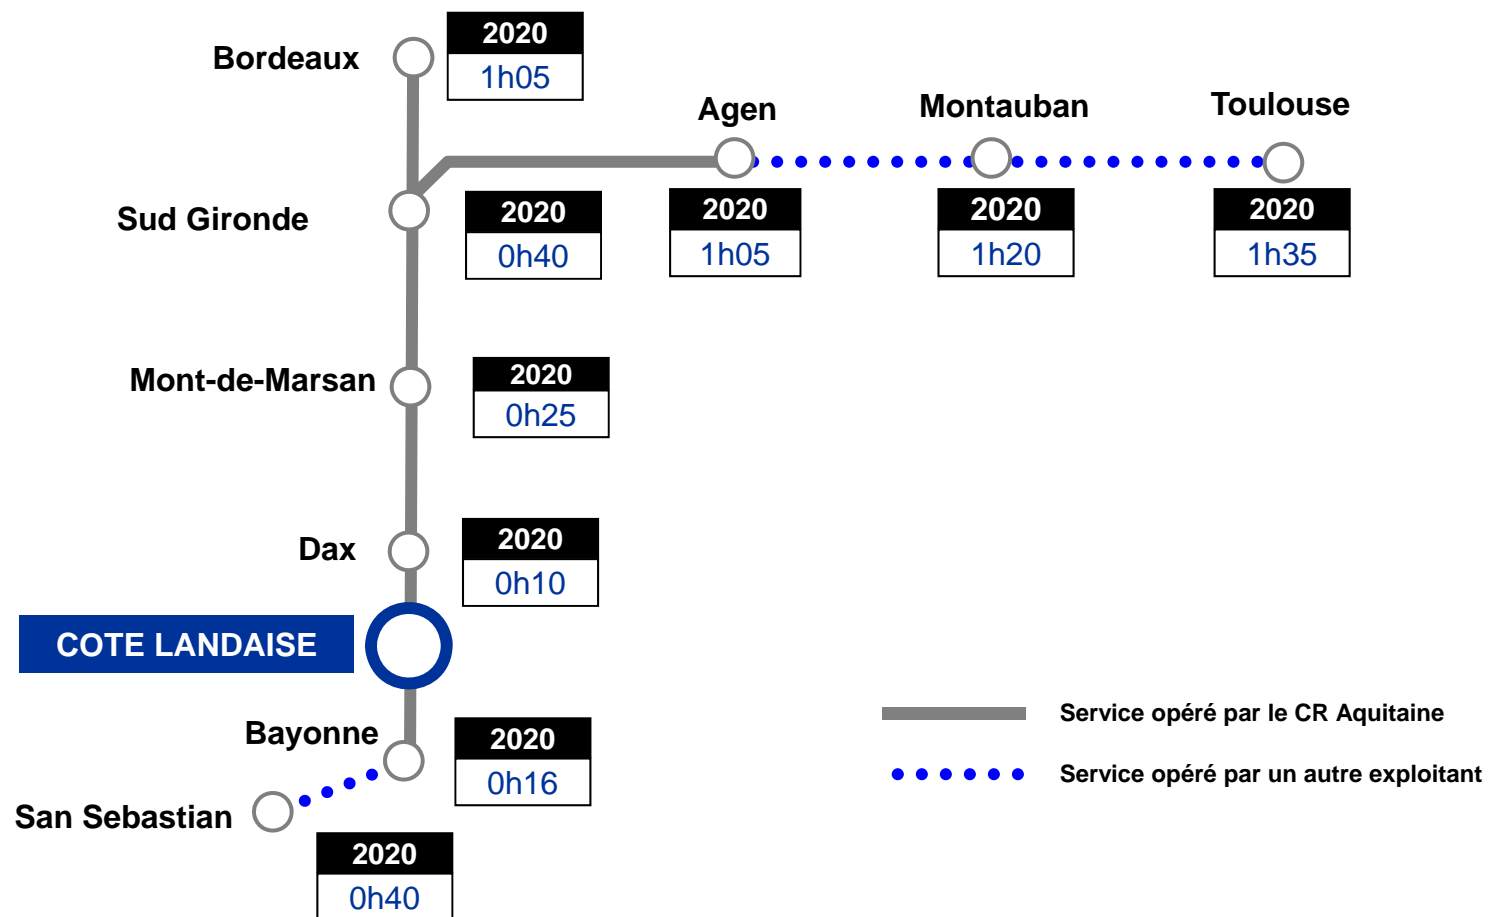 Bordeaux
2020
1h05
Agen
Montauban
Toulouse
Sud Gironde
2020
0h40
2020
1h05
2020
1h20
2020
1h35
Mont-de-Marsan
2020
0h25
Dax
2020
0h10
COTE LANDAISE
Bayonne
2020
0h16
San Sebastian
2020
0h40
Service opéré par le CR Aquitaine
Service opéré par un autre exploitant